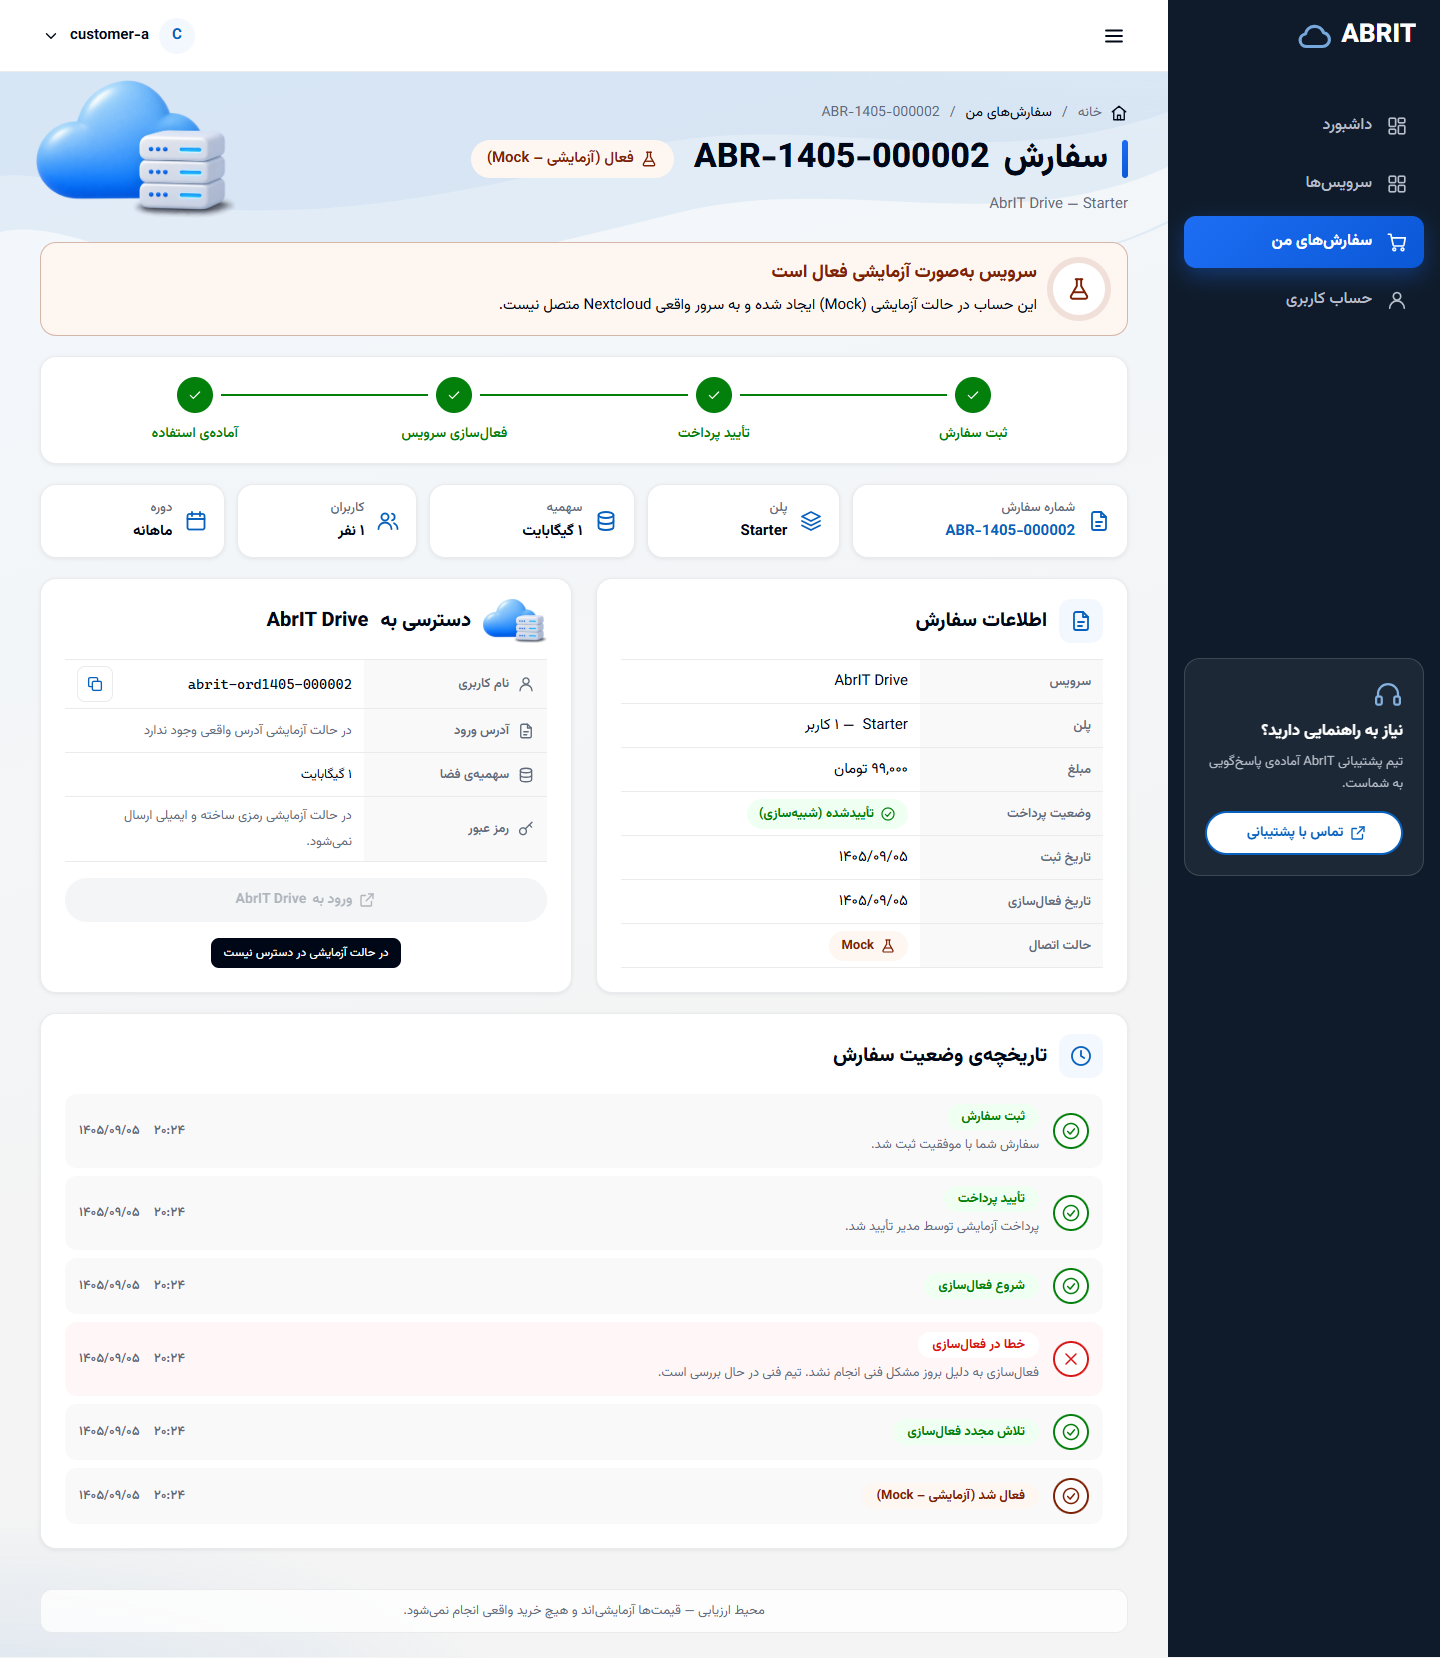 ABRIT
داشبورد
سرویس‌ها
سفارش‌های من
حساب کاربری
نیاز به راهنمایی دارید؟
تیم پشتیبانی AbrIT آماده‌ی پاسخ‌گویی
به شماست.
تماس با پشتیبانی
C customer-a
خانه / سفارش‌های من / ABR-1405-000002
سفارش ABR-1405-000002
فعال (آزمایشی – Mock)
AbrIT Drive — Starter
سرویس به‌صورت آزمایشی فعال است
این حساب در حالت آزمایشی (Mock) ایجاد شده و به سرور واقعی Nextcloud متصل نیست.
ثبت سفارش
تأیید پرداخت
فعال‌سازی سرویس
آماده‌ی استفاده
شماره سفارش
ABR-1405-000002
پلن
Starter
سهمیه
۱ گیگابایت
کاربران
۱ نفر
دوره
ماهانه
اطلاعات سفارش
سرویس AbrIT Drive
پلن Starter — ۱ کاربر
مبلغ ۹۹,۰۰۰ تومان
وضعیت پرداخت تأییدشده (شبیه‌سازی)
تاریخ ثبت ۱۴۰۵/۰۹/۰۵
تاریخ فعال‌سازی ۱۴۰۵/۰۹/۰۵
حالت اتصال Mock
دسترسی به AbrIT Drive
نام کاربری abrit-ord1405-000002
آدرس ورود در حالت آزمایشی آدرس واقعی وجود ندارد
سهمیه‌ی فضا ۱ گیگابایت
رمز عبور در حالت آزمایشی رمزی ساخته و ایمیلی ارسال
نمی‌شود.
ورود به AbrIT Drive
در حالت آزمایشی در دسترس نیست
تاریخچه‌ی وضعیت سفارش
ثبت سفارش
سفارش شما با موفقیت ثبت شد.
۱۴۰۵/۰۹/۰۵ ۲۰:۲۴
تأیید پرداخت
پرداخت آزمایشی توسط مدیر تأیید شد.
۱۴۰۵/۰۹/۰۵ ۲۰:۲۴
شروع فعال‌سازی
۱۴۰۵/۰۹/۰۵ ۲۰:۲۴
خطا در فعال‌سازی
فعال‌سازی به دلیل بروز مشکل فنی انجام نشد. تیم فنی در حال بررسی است.
۱۴۰۵/۰۹/۰۵ ۲۰:۲۴
تلاش مجدد فعال‌سازی
۱۴۰۵/۰۹/۰۵ ۲۰:۲۴
فعال شد (آزمایشی – Mock)
۱۴۰۵/۰۹/۰۵ ۲۰:۲۴
محیط ارزیابی — قیمت‌ها آزمایشی‌اند و هیچ خرید واقعی انجام نمی‌شود.